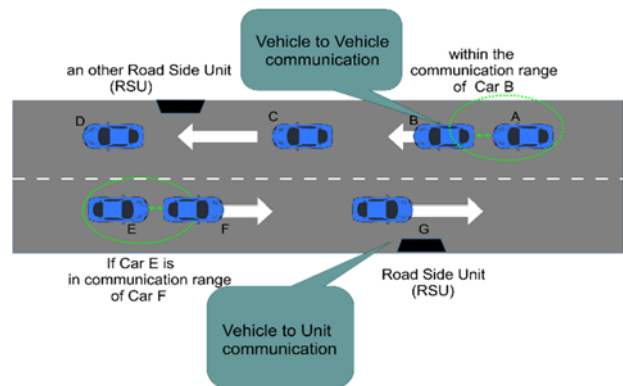 Vehicle to Vehicle
communication
within the
communication range
of Car B
an other Road Side Unit
(RSU)
D
C
B
A
E
F
G
If Car E is
in communication range
of Car F
Road Side Unit
(RSU)
Vehicle to Unit
communication